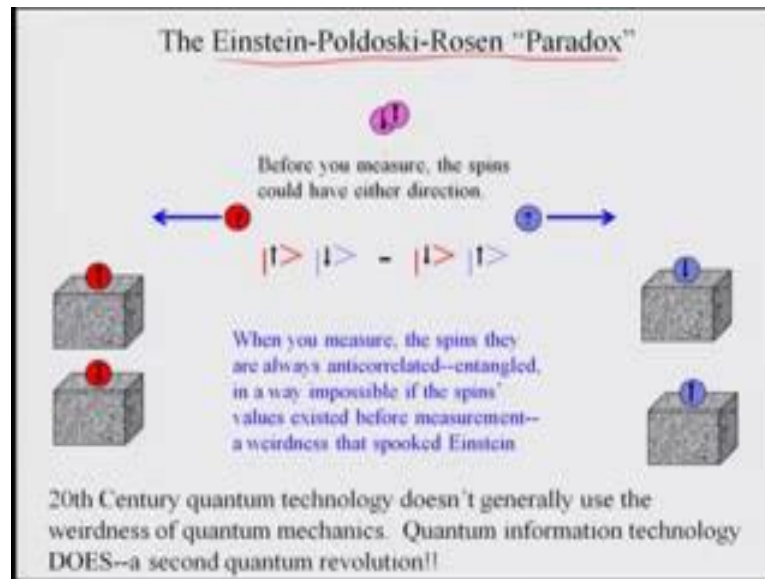 The Einstein-Poldoski-Rosen “Paradox”
Before you measure, the spins
could have either direction.
? ?
|↑> |↓> - |↓> |↑>
When you measure, the spins they
are always anticorrelated--entangled,
in a way impossible if the spins'
values existed before measurement--
a weirdness that spooked Einstein
20th Century quantum technology doesn't generally use the
weirdness of quantum mechanics. Quantum information technology
DOES--a second quantum revolution!!